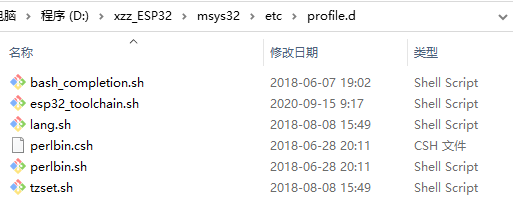 电脑 › 程序 (D:) › xzz_ESP32 › msys32 › etc › profile.d
名称 修改日期 类型
bash_completion.sh 2018-06-07 19:02 Shell Script
esp32_toolchain.sh 2020-09-15 9:17 Shell Script
lang.sh 2018-08-08 15:49 Shell Script
perlbin.csh 2018-06-28 20:11 CSH 文件
perlbin.sh 2018-06-28 20:11 Shell Script
tzset.sh 2018-08-08 15:49 Shell Script